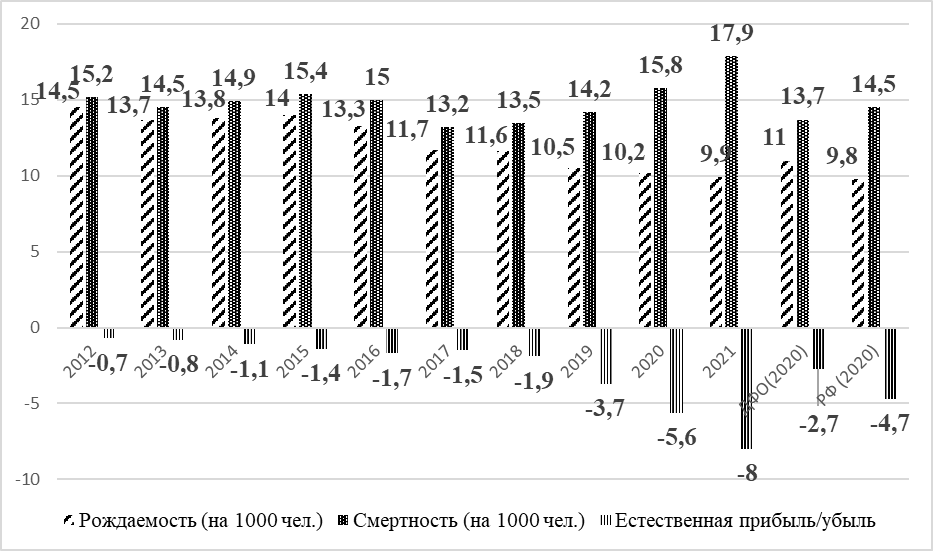 20
15
10
5
0
-5
-10
14,5 15,2 -0,7
13,7 14,5 -0,8
13,8 14,9 -1,1
14 15,4 -1,4
13,3 15 -1,7
11,7 13,2 -1,5
11,6 13,5 -1,9
10,5 14,2 -3,7
10,2 15,8 -5,6
9,9 17,9 -8
11 13,7 -2,7
9,8 14,5 -4,7
2012 2013 2014 2015 2016 2017 2018 2019 2020 2021 ДФО(2020) РФ (2020)
Рождаемость (на 1000 чел.) Смертность (на 1000 чел.) Естественная прибыль/убыль